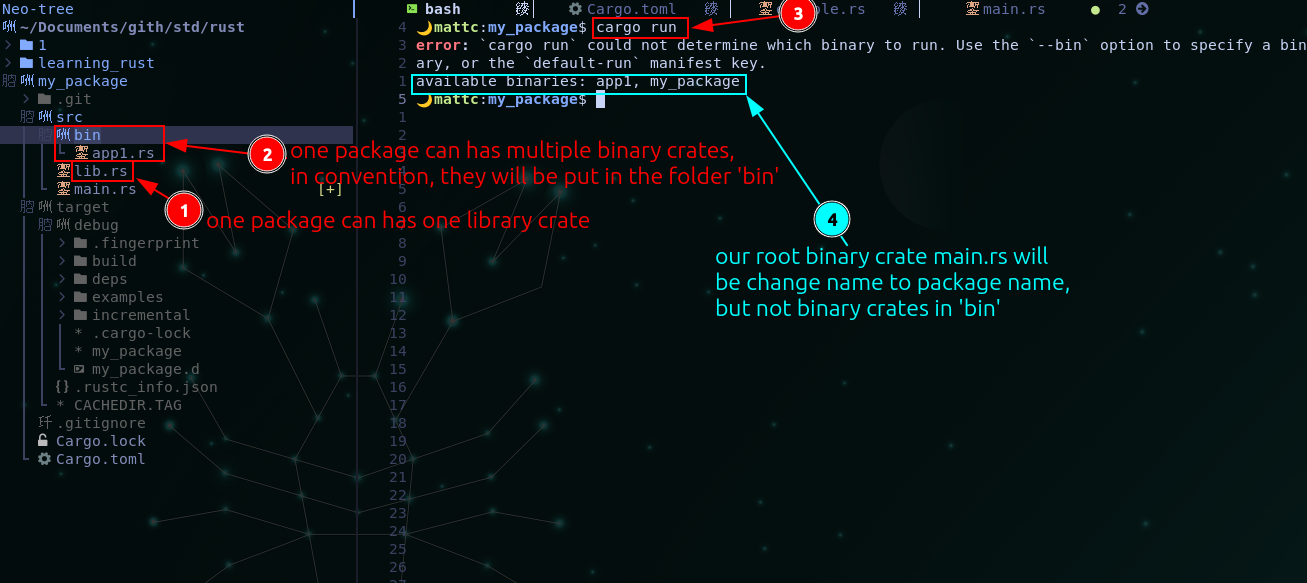 Neo-tree
~/Documents/gith/std/rust
1
learning_rust
my_package
.git
src
bin
app1.rs
lib.rs
main.rs
target
debug
.fingerprint
build
deps
examples
incremental
* .cargo-lock
* my_package
my_package.d
{} .rustc_info.json
* CACHEDIR.TAG
.gitignore
Cargo.lock
Cargo.toml
[+]
bash
Cargo.toml
le.rs
main.rs
2
4 mattc:my_package$ cargo run
3 error: `cargo run` could not determine which binary to run. Use the `--bin` option to specify a bin
2 ary, or the `default-run` manifest key.
1 available binaries: app1, my_package
5 mattc:my_package$
1
2
5
8
9
10
11
12
13
14
15
16
17
18
19
20
21
22
23
24
25
26
3
2
one package can has multiple binary crates,
in convention, they will be put in the folder 'bin'
1
one package can has one library crate
4
our root binary crate main.rs will
be change name to package name,
but not binary crates in 'bin'